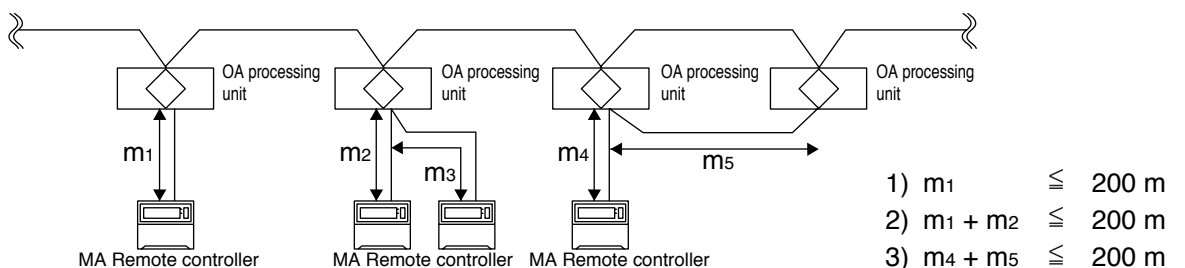 OA processing unit
OA processing unit
OA processing unit
OA processing unit
m1
m2
m3
m4
m5
MA Remote controller
MA Remote controller
MA Remote controller
1) m1 ≦ 200 m
2) m1 + m2 ≦ 200 m
3) m4 + m5 ≦ 200 m